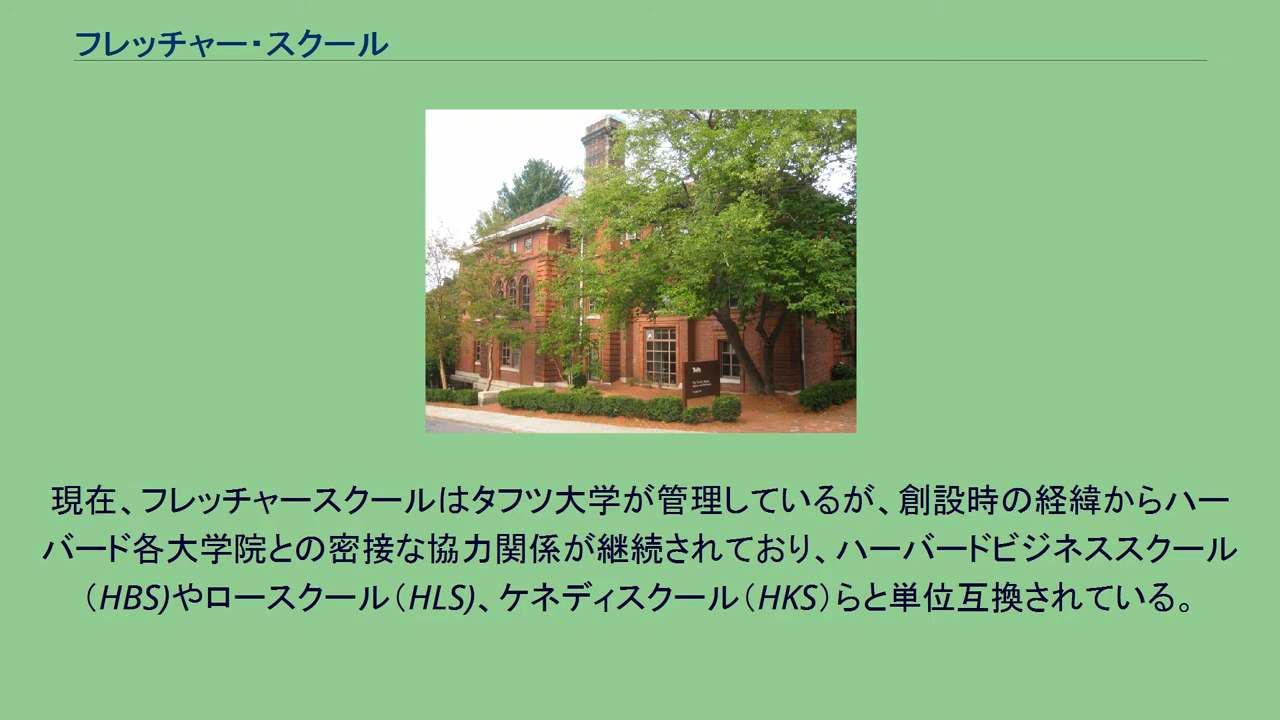 フレッチャー・スクール
Tufts
現在、フレッチャースクールはタフツ大学が管理しているが、創設時の経緯からハー
バード各大学院との密接な協力関係が継続されており、ハーバードビジネススクール
（HBS)やロースクール（HLS)、ケネディスクール（HKS）らと単位互換されている。